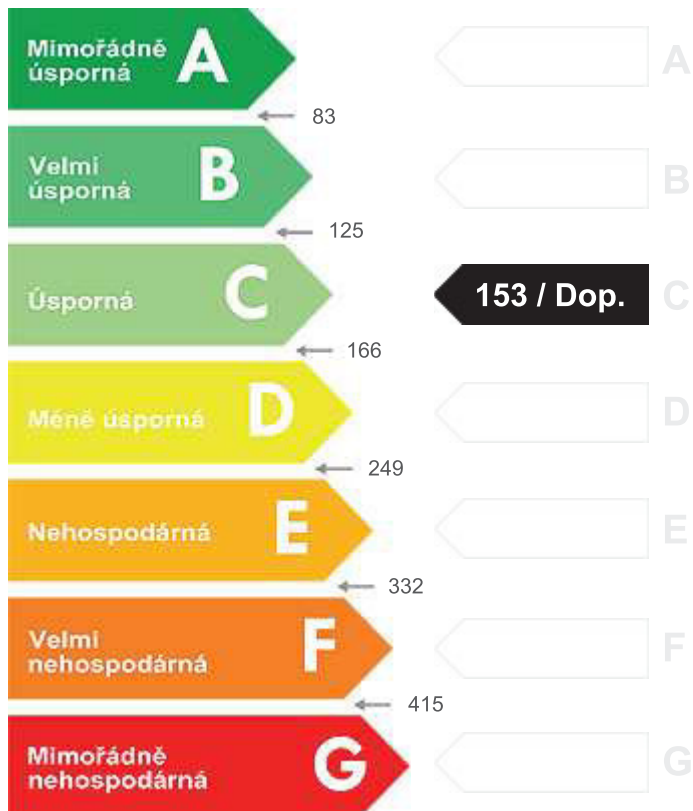 Mimořádně
úsporná
A
A
83
Velmi
úsporná
B
B
125
Úsporná
C
153 / Dop.
C
166
Méně úsporná
D
D
249
Nehospodárná
E
E
332
Velmi
nehospodárná
F
F
415
Mimořádně
nehospodárná
G
G